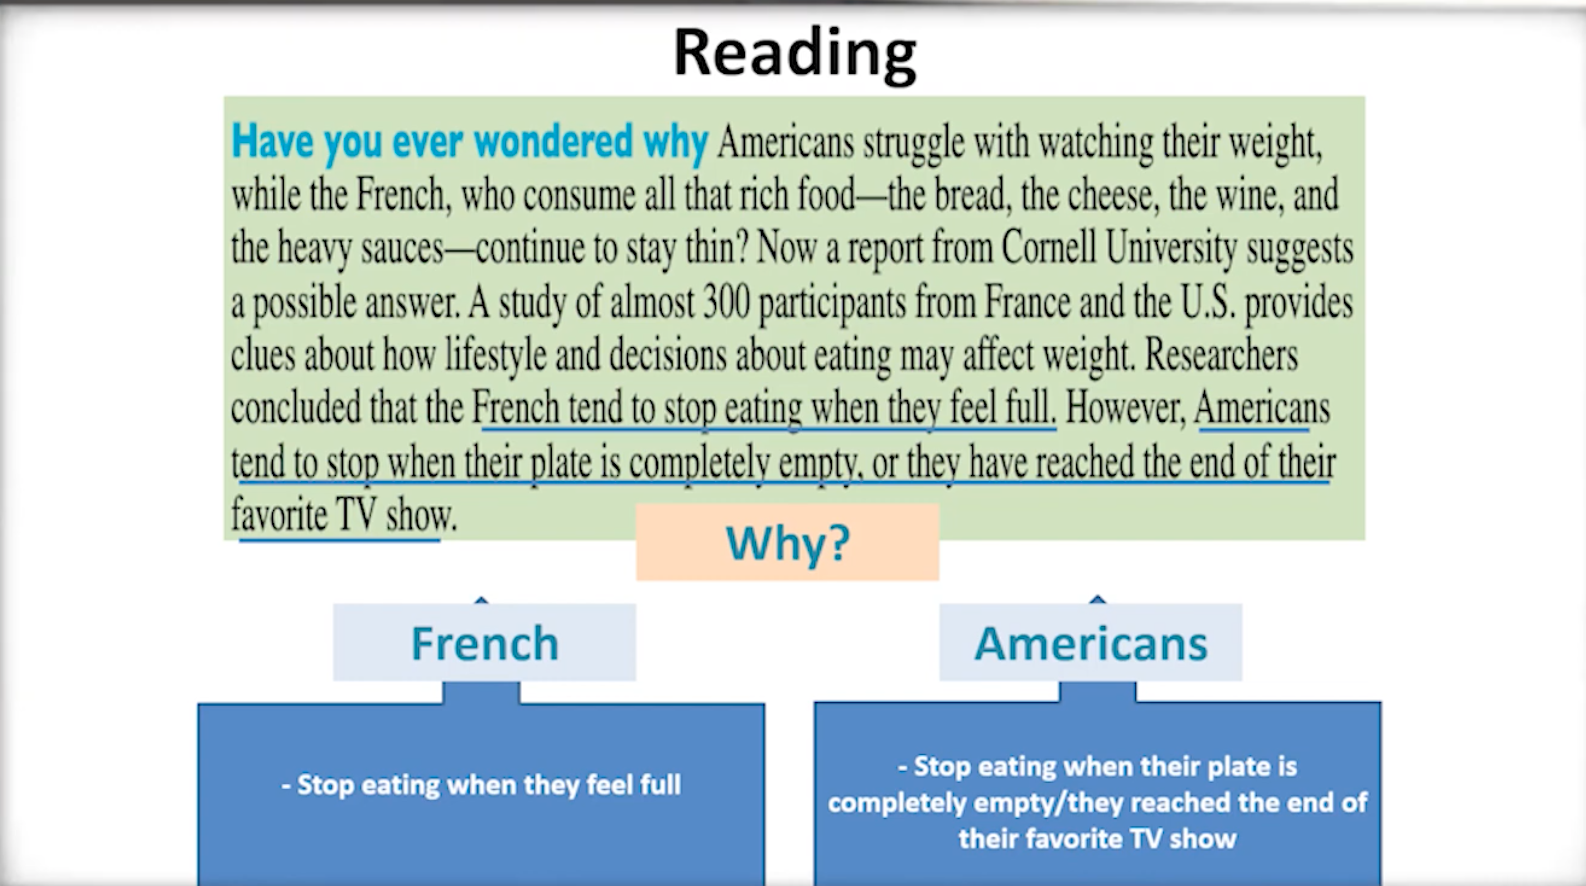 Reading
Have you ever wondered why Americans struggle with watching their weight,
while the French, who consume all that rich food—the bread, the cheese, the wine, and
the heavy sauces—continue to stay thin? Now a report from Cornell University suggests
a possible answer. A study of almost 300 participants from France and the U.S. provides
clues about how lifestyle and decisions about eating may affect weight. Researchers
concluded that the French tend to stop eating when they feel full. However, Americans
tend to stop when their plate is completely empty, or they have reached the end of their
favorite TV show.
Why?
French
Americans
- Stop eating when they feel full
- Stop eating when their plate is
completely empty/they reached the end of
their favorite TV show